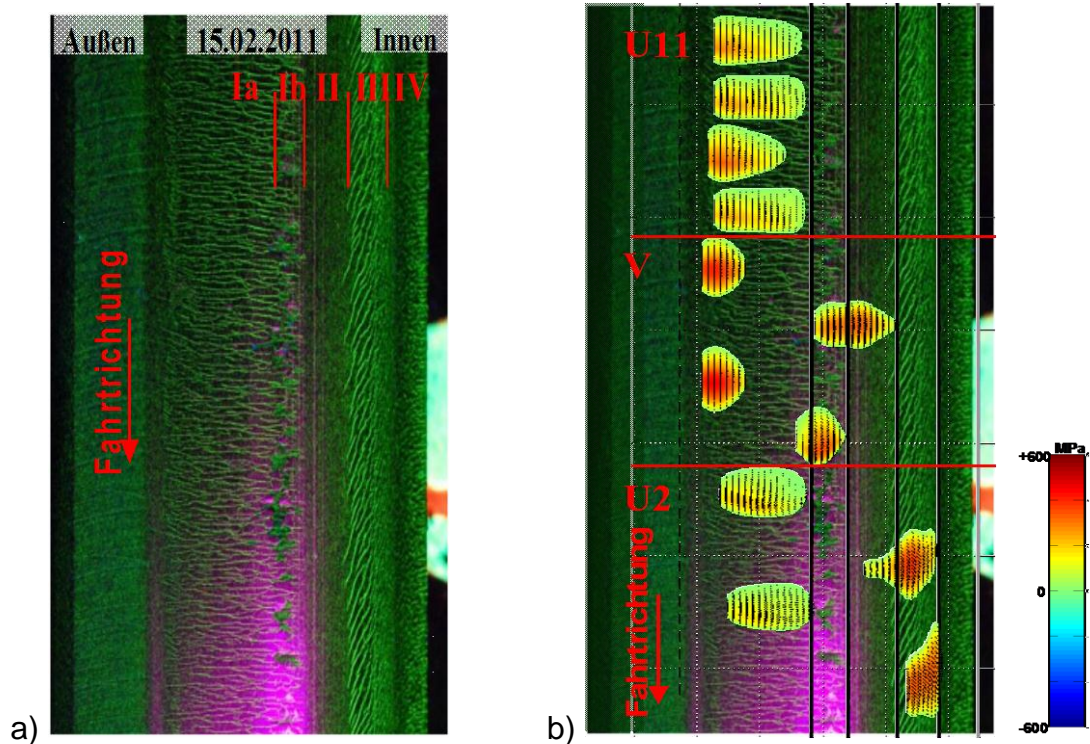 Außen 15.02.2011 Innen
Ia Ib II III IV
Fahrtrichtung
a)
U11
V
U2
Fahrtrichtung
b)
MPa
+600
0
-600